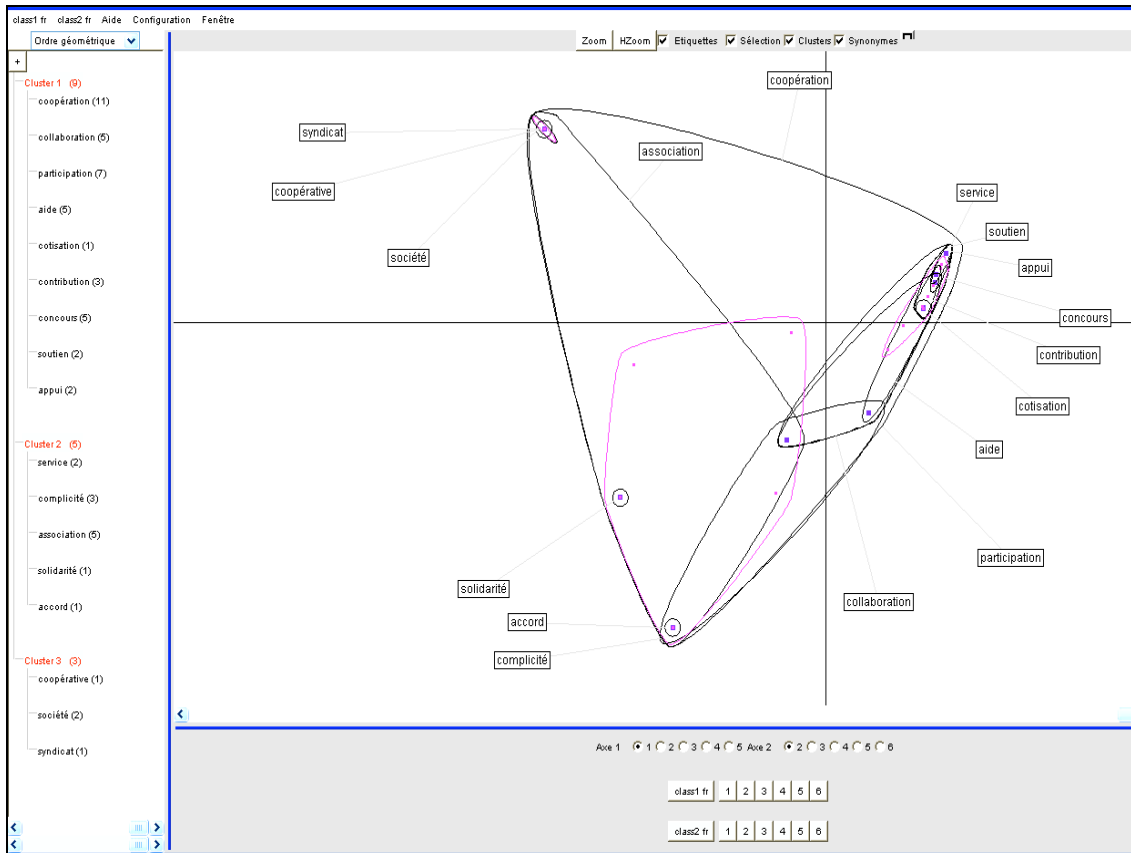 class1 fr class2 fr Aide Configuration Fenêtre
Ordre géométrique
Zoom HZoom Etiquettes Sélection Clusters Synonymes
+
Cluster 1 (9)
coopération (11)
collaboration (5)
participation (7)
aide (5)
cotisation (1)
contribution (3)
concours (5)
soutien (2)
appui (2)
Cluster 2 (5)
service (2)
complicité (3)
association (5)
solidarité (1)
accord (1)
Cluster 3 (3)
coopérative (1)
société (2)
syndicat (1)
coopération
syndicat
association
coopérative
service
soutien
société
appui
concours
contribution
cotisation
aide
participation
solidarité
collaboration
accord
complicité
Axe 1 1 2 3 4 5 Axe 2 2 3 4 5 6
class1 fr 1 2 3 4 5 6
class2 fr 1 2 3 4 5 6